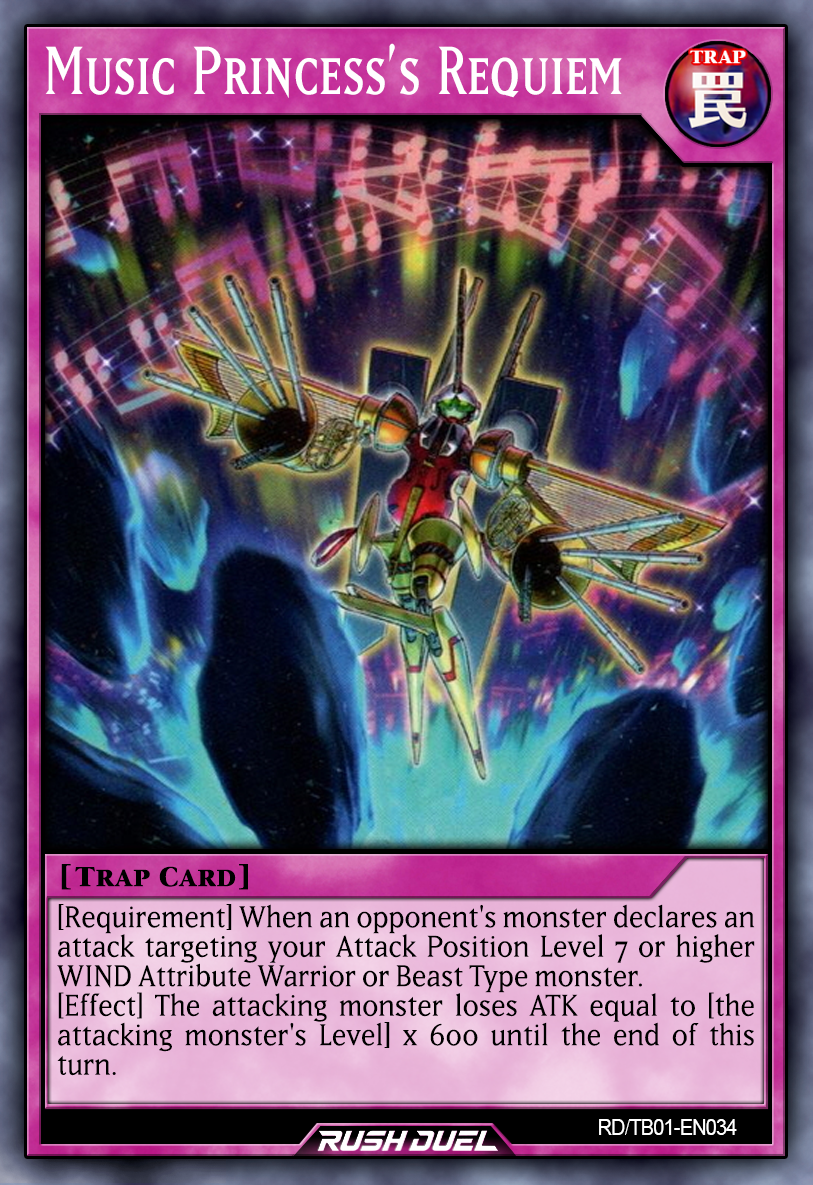 Music Princess's Requiem
TRAP
罠
[Trap Card]
[Requirement] When an opponent's monster declares an
attack targeting your Attack Position Level 7 or higher
WIND Attribute Warrior or Beast Type monster.
[Effect] The attacking monster loses ATK equal to [the
attacking monster's Level] x 600 until the end of this
turn.
RD/TB01-EN034
RUSH DUEL